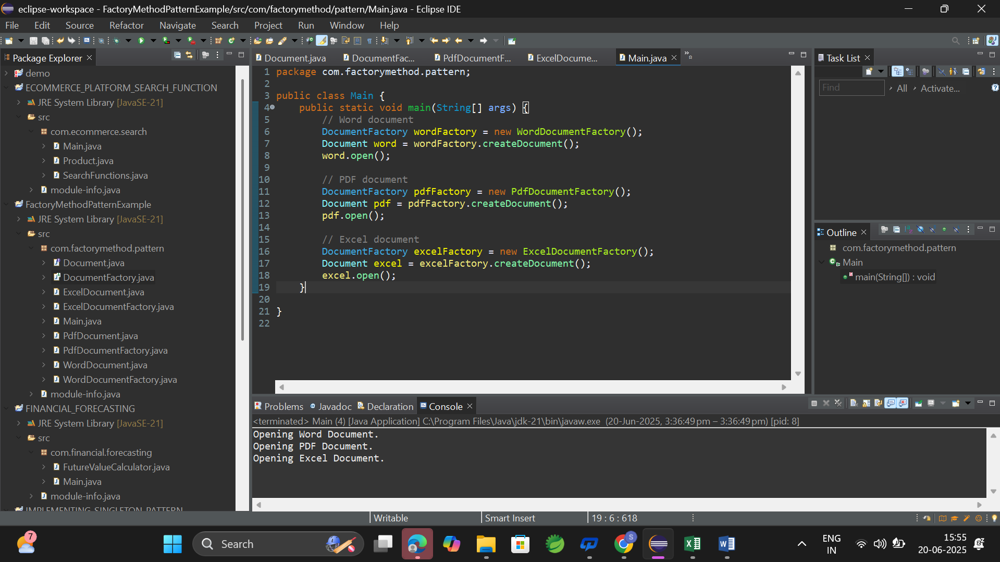 eclipse-workspace - FactoryMethodPatternExample/src/com/factorymethod/pattern/Main.java - Eclipse IDE
File Edit Source Refactor Navigate Search Project Run Window Help
Package Explorer
demo
ECOMMERCE_PLATFORM_SEARCH_FUNCTION
JRE System Library [JavaSE-21]
src
com.ecommerce.search
Main.java
Product.java
SearchFunctions.java
module-info.java
FactoryMethodPatternExample
JRE System Library [JavaSE-21]
src
com.factorymethod.pattern
Document.java
DocumentFactory.java
ExcelDocument.java
ExcelDocumentFactory.java
Main.java
PdfDocument.java
PdfDocumentFactory.java
WordDocument.java
WordDocumentFactory.java
module-info.java
FINANCIAL_FORECASTING
JRE System Library [JavaSE-21]
src
com.financial.forecasting
FutureValueCalculator.java
Main.java
module-info.java
IMPLEMENTING_SINGLETON_PATTERN
Document.java DocumentFac... PdfDocumentF... ExcelDocume... Main.java
1 package com.factorymethod.pattern;
2
3 public class Main {
4 public static void main(String[] args) {
5 // Word document
6 DocumentFactory wordFactory = new WordDocumentFactory();
7 Document word = wordFactory.createDocument();
8 word.open();
9
10 // PDF document
11 DocumentFactory pdfFactory = new PdfDocumentFactory();
12 Document pdf = pdfFactory.createDocument();
13 pdf.open();
14
15 // Excel document
16 DocumentFactory excelFactory = new ExcelDocumentFactory();
17 Document excel = excelFactory.createDocument();
18 excel.open();
19 }
20
21 }
22
Task List
Find All Activate...
Outline
com.factorymethod.pattern
Main
main(String[]) : void
Problems Javadoc Declaration Console
<terminated> Main (4) [Java Application] C:\Program Files\Java\jdk-21\bin\javaw.exe (20-Jun-2025, 3:36:49 pm – 3:36:49 pm) [pid: 8]
Opening Word Document.
Opening PDF Document.
Opening Excel Document.
Writable Smart Insert 19 : 6 : 618
7
Search
S
ENG
IN
15:55
20-06-2025